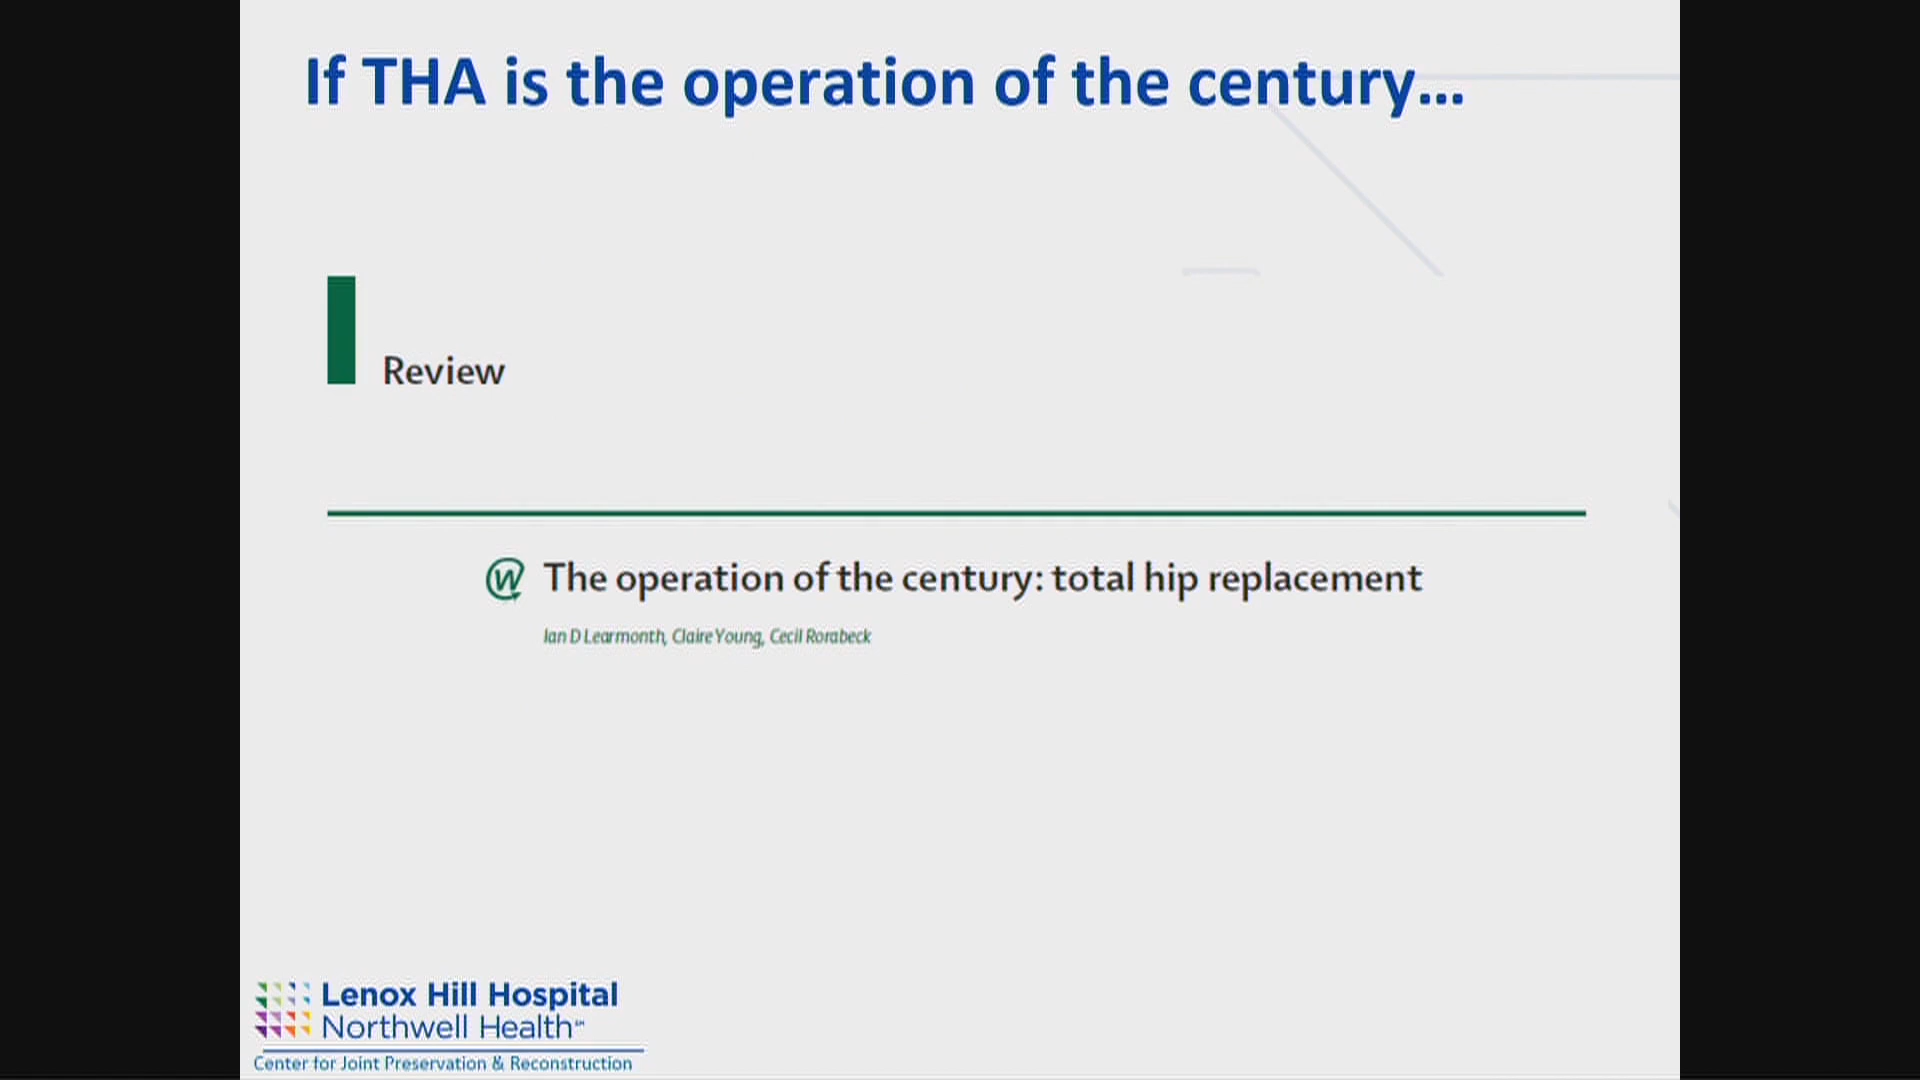 If THA is the operation of the century...
Review
The operation of the century: total hip replacement
Ian D Learmonth, Claire Young, Cecil Rorabeck
Lenox Hill Hospital
Northwell Health℠
Center for Joint Preservation & Reconstruction